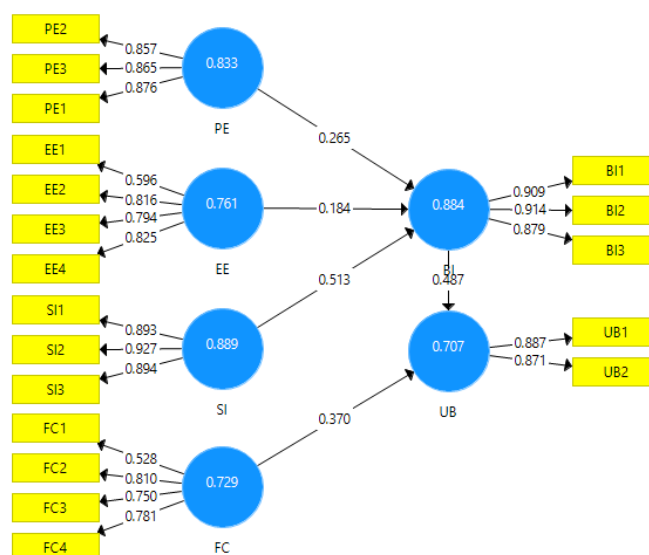 PE2
PE3
PE1
0.857
0.865
0.876
0.833
PE
EE1
EE2
EE3
EE4
0.596
0.816
0.794
0.825
0.761
EE
SI1
SI2
SI3
0.893
0.927
0.894
0.889
SI
FC1
FC2
FC3
FC4
0.528
0.810
0.750
0.781
0.729
FC
0.265
0.184
0.513
0.370
0.884
BI
0.487
0.909
0.914
0.879
BI1
BI2
BI3
0.707
UB
0.887
0.871
UB1
UB2